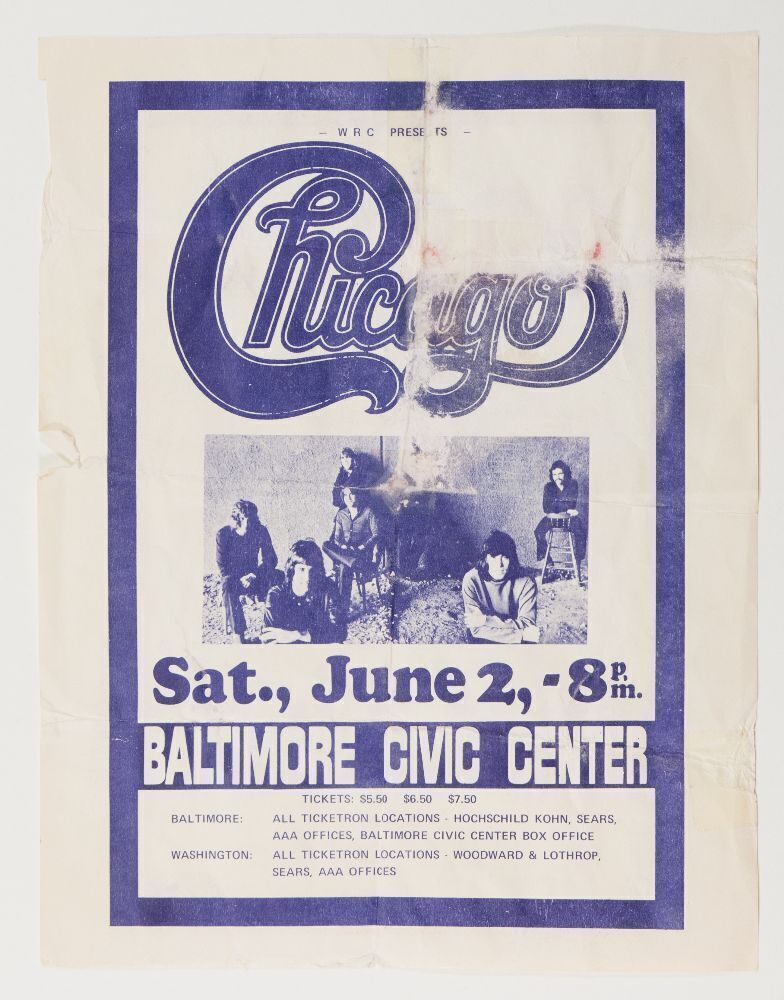 - W R C PRESE TS -
Chicago
Sat., June 2, - 8 p.m.
BALTIMORE CIVIC CENTER
TICKETS: $5.50 $6.50 $7.50
BALTIMORE: ALL TICKETRON LOCATIONS - HOCHSCHILD KOHN, SEARS,
AAA OFFICES, BALTIMORE CIVIC CENTER BOX OFFICE
WASHINGTON: ALL TICKETRON LOCATIONS - WOODWARD & LOTHROP,
SEARS, AAA OFFICES